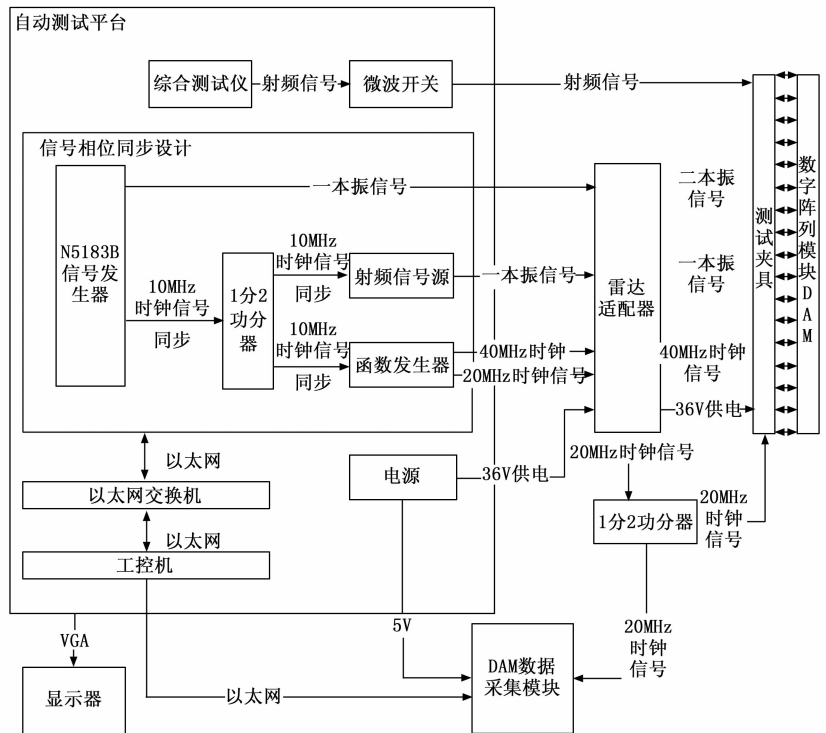 自动测试平台
综合测试仪
射频信号
微波开关
射频信号
信号相位同步设计
N5183B
信号发
生器
一本振信号
10MHz
时钟信号
同步
1分2
功分
器
10MHz
时钟信号
同步
射频信号源
一本振信号
10MHz
时钟信号
同步
函数发生器
40MHz时钟
20MHz时钟信号
雷达
适配器
二本振
信号
一本振
信号
40MHz时钟
信号
36V供电
测试夹具
数字阵列模块DAM
以太网
以太网交换机
以太网
工控机
电源
36V供电
20MHz时钟信号
1分2功分器
20MHz
时钟
信号
5V
20MHz
时钟
信号
VGA
显示器
以太网
DAM数据
采集模块